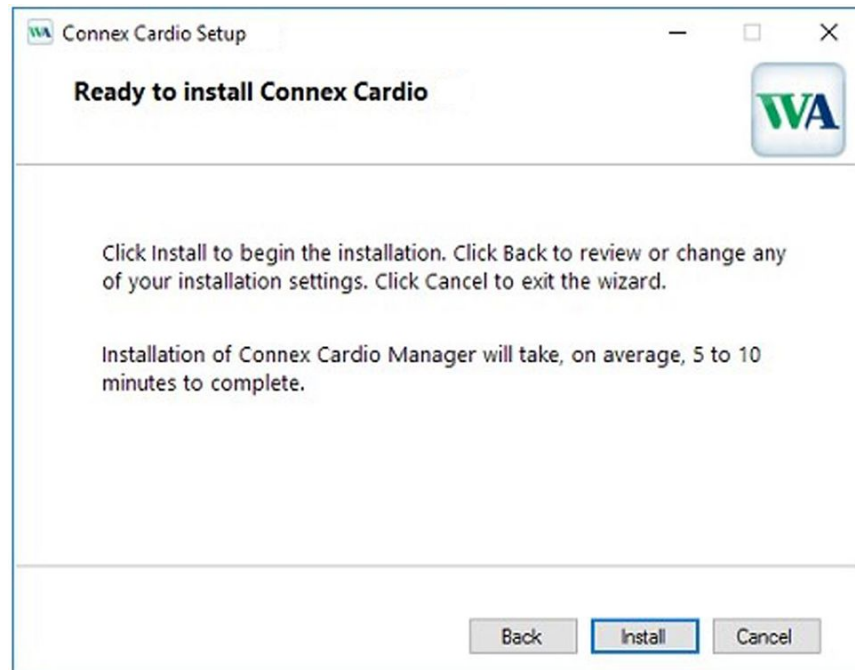 WA Connex Cardio Setup
Ready to install Connex Cardio
WA
Click Install to begin the installation. Click Back to review or change any
of your installation settings. Click Cancel to exit the wizard.
Installation of Connex Cardio Manager will take, on average, 5 to 10
minutes to complete.
Back Install Cancel